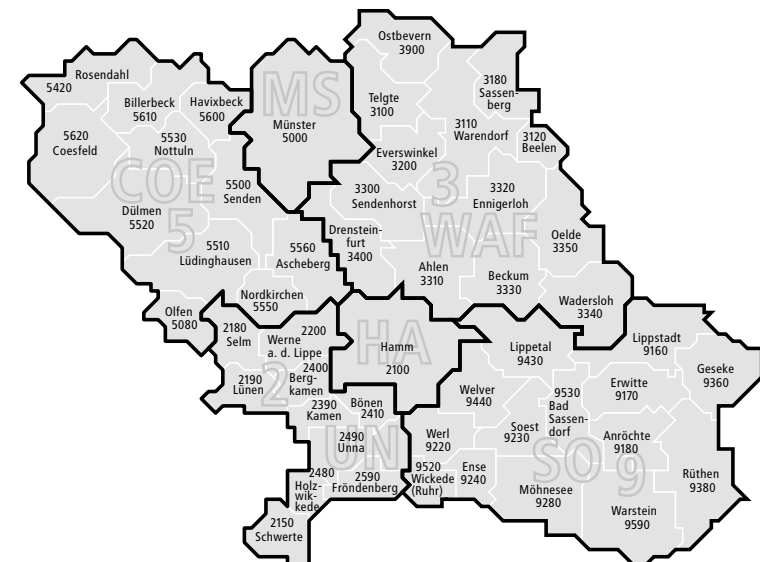 Ostbevern
3900
Rosendahl
5420
MS
3180
Sassen-
berg
Billerbeck
5610
Havixbeck
5600
Telgte
3100
Münster
5000
3110
Warendorf
3120
Beelen
5620
Coesfeld
5530
Nottuln
Everswinkel
3200
COE
5
5500
Senden
3300
Sendenhorst
3
WAF
3320
Ennigerloh
Dülmen
5520
Drenstein-
furt
3400
Oelde
3350
5510
Lüdinghausen
5560
Ascheberg
Ahlen
3310
Beckum
3330
Nordkirchen
5550
Wadersloh
3340
Olfen
5080
2180
Selm
2200
Werne
a. d. Lippe
HA
Hamm
2100
Lippetal
9430
Lippstadt
9160
Geseke
9360
2400
Berg-
kamen
2190
Lünen
2
Welver
9440
9530
Bad
Sassen-
dorf
Erwitte
9170
2390
Kamen
Bönen
2410
Soest
9230
Werl
9220
Anröchte
9180
2490
Unna
UN
SO 9
2480
Holz-
wik-
kede
2590
Fröndenberg
9520
Wickede
(Ruhr)
Ense
9240
Möhnesee
9280
Rüthen
9380
Warstein
9590
2150
Schwerte